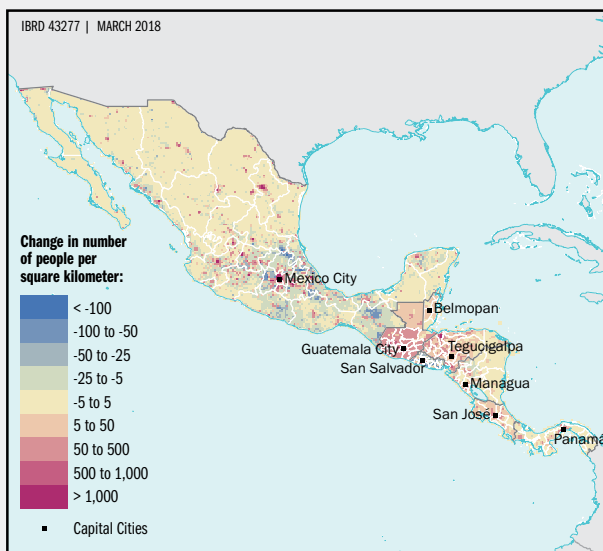 IBRD 43277 | MARCH 2018
Mexico City
Belmopan
Guatemala City
Tegucigalpa
San Salvador
Managua
San José
Panamá
Change in number
of people per
square kilometer:
< -100
-100 to -50
-50 to -25
-25 to -5
-5 to 5
5 to 50
50 to 500
500 to 1,000
> 1,000
Capital Cities